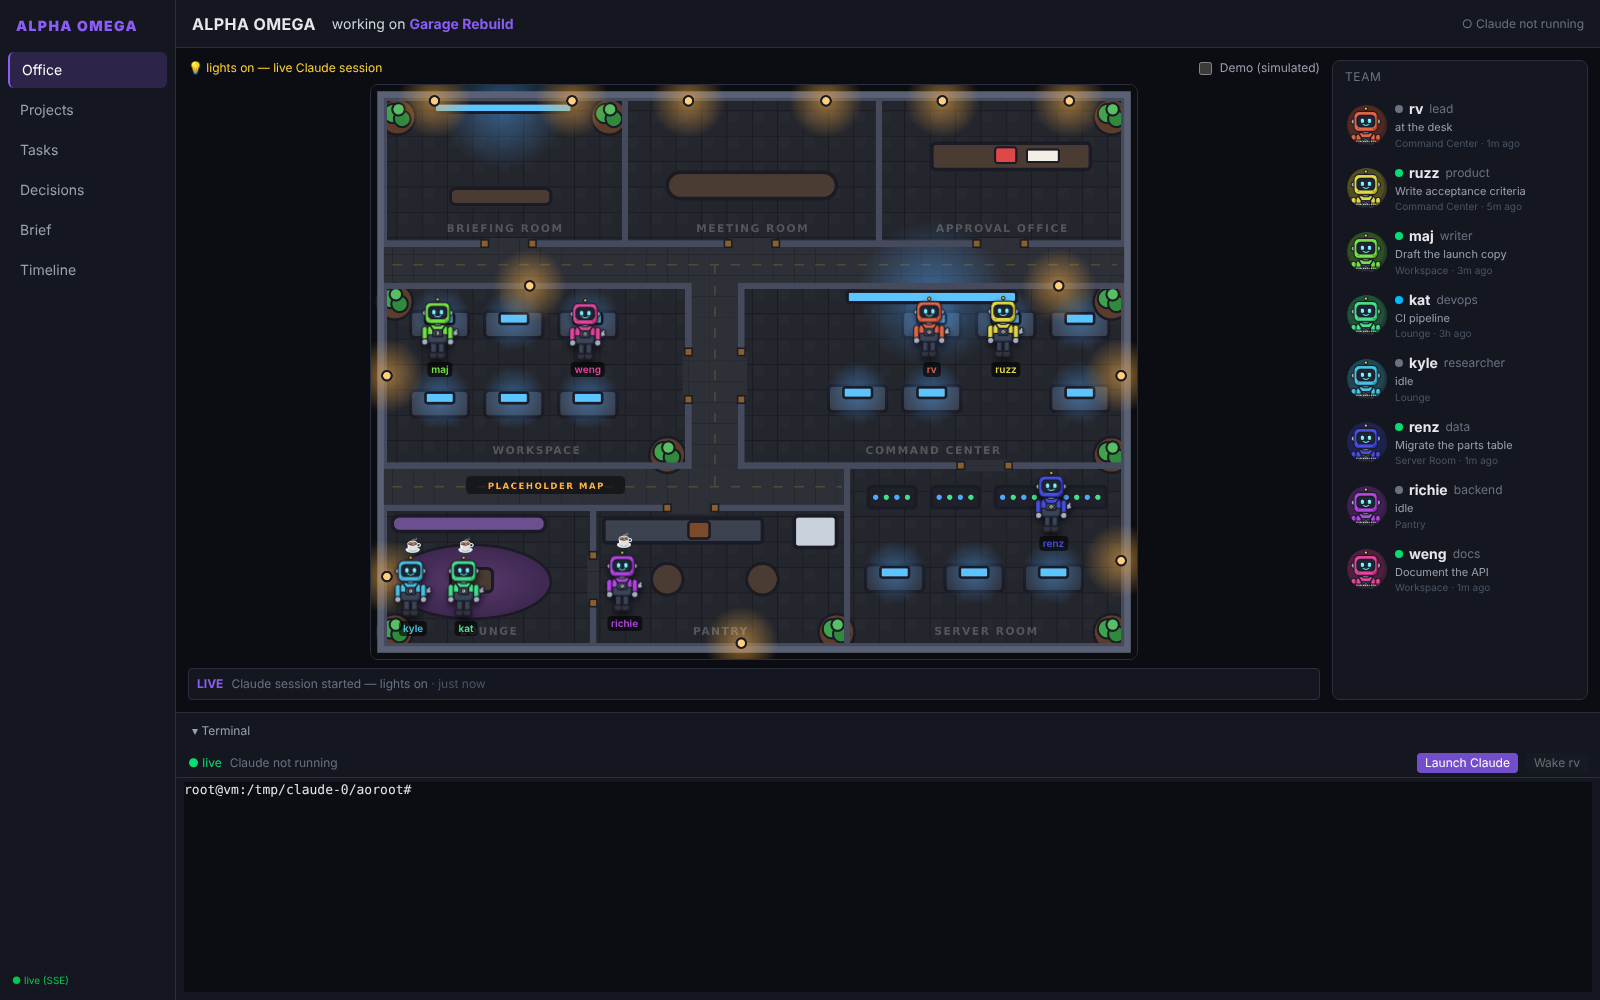 ALPHA OMEGA
Office
Projects
Tasks
Decisions
Brief
Timeline
live (SSE)
ALPHA OMEGA working on Garage Rebuild
Claude not running
lights on — live Claude session
Demo (simulated)
BRIEFING ROOM
MEETING ROOM
APPROVAL OFFICE
maj
weng
rv
ruzz
WORKSPACE
COMMAND CENTER
PLACEHOLDER MAP
renz
kyle
kat
UNGE
richie
PANTRY
SERVER ROOM
LIVE Claude session started — lights on · just now
TEAM
rv lead
at the desk
Command Center · 1m ago
ruzz product
Write acceptance criteria
Command Center · 5m ago
maj writer
Draft the launch copy
Workspace · 3m ago
kat devops
CI pipeline
Lounge · 3h ago
kyle researcher
idle
Lounge
renz data
Migrate the parts table
Server Room · 1m ago
richie backend
idle
Pantry
weng docs
Document the API
Workspace · 1m ago
▾ Terminal
live Claude not running
Launch Claude
Wake rv
root@vm:/tmp/claude-0/aoroot#